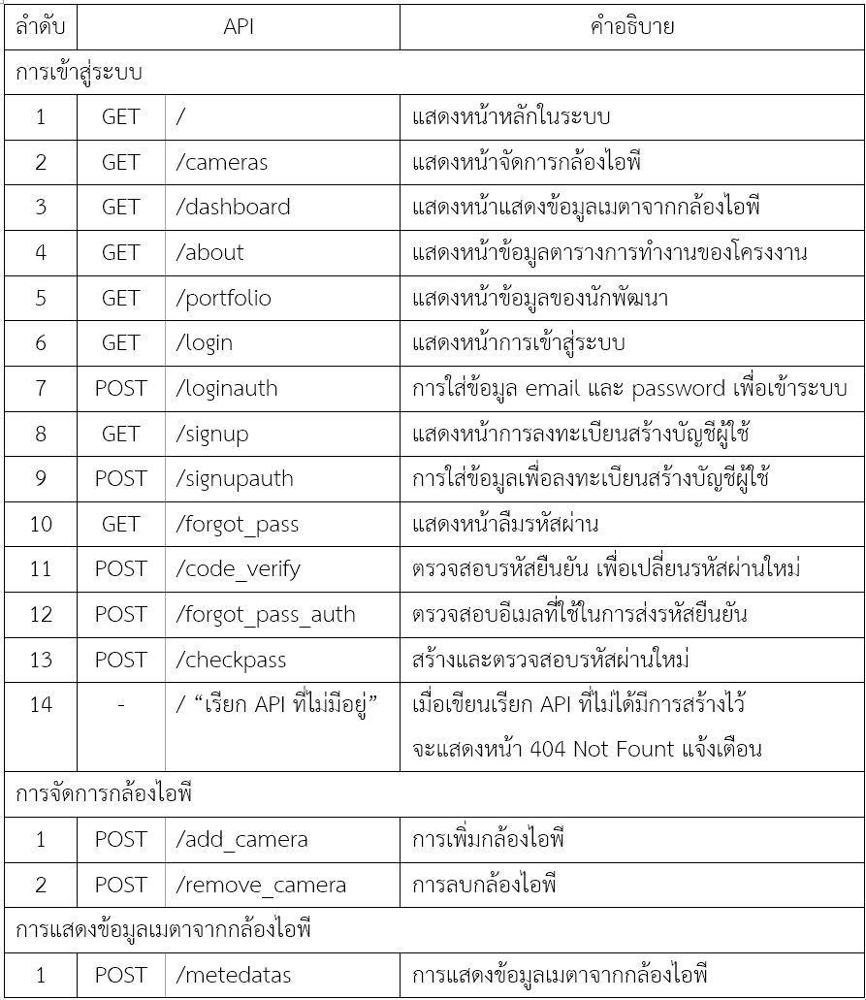 ลำดับ API คำอธิบาย
การเข้าสู่ระบบ
1 GET / แสดงหน้าหลักในระบบ
2 GET /cameras แสดงหน้าจัดการกล้องไอพี
3 GET /dashboard แสดงหน้าแสดงข้อมูลเมตาจากกล้องไอพี
4 GET /about แสดงหน้าข้อมูลตารางการทำงานของโครงงาน
5 GET /portfolio แสดงหน้าข้อมูลของนักพัฒนา
6 GET /login แสดงหน้าการเข้าสู่ระบบ
7 POST /loginauth การใส่ข้อมูล email และ password เพื่อเข้าระบบ
8 GET /signup แสดงหน้าการลงทะเบียนสร้างบัญชีผู้ใช้
9 POST /signupauth การใส่ข้อมูลเพื่อลงทะเบียนสร้างบัญชีผู้ใช้
10 GET /forgot_pass แสดงหน้าลืมรหัสผ่าน
11 POST /code_verify ตรวจสอบรหัสยืนยัน เพื่อเปลี่ยนรหัสผ่านใหม่
12 POST /forgot_pass_auth ตรวจสอบอีเมลที่ใช้ในการส่งรหัสยืนยัน
13 POST /checkpass สร้างและตรวจสอบรหัสผ่านใหม่
14 - / “เรียก API ที่ไม่มีอยู่” เมื่อเขียนเรียก API ที่ไม่ได้มีการสร้างไว้
จะแสดงหน้า 404 Not Fount แจ้งเตือน
การจัดการกล้องไอพี
1 POST /add_camera การเพิ่มกล้องไอพี
2 POST /remove_camera การลบกล้องไอพี
การแสดงข้อมูลเมตาจากกล้องไอพี
1 POST /metedatas การแสดงข้อมูลเมตาจากกล้องไอพี